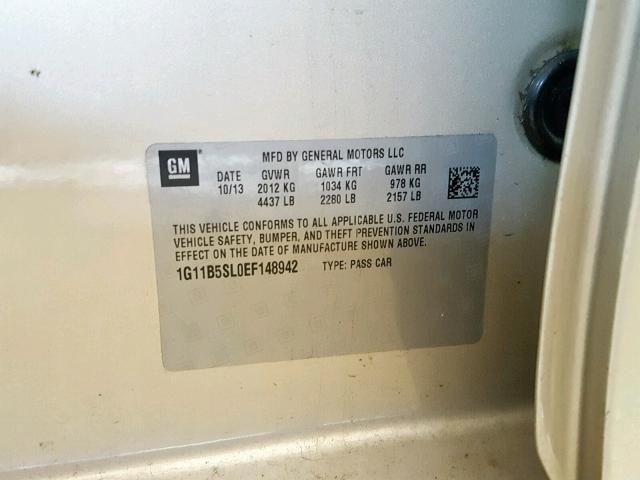 GM
MFD BY GENERAL MOTORS LLC
DATE GVWR GAWR FRT GAWR RR
10/13 2012 KG 1034 KG 978 KG
4437 LB 2280 LB 2157 LB
THIS VEHICLE CONFORMS TO ALL APPLICABLE U.S. FEDERAL MOTOR
VEHICLE SAFETY, BUMPER, AND THEFT PREVENTION STANDARDS IN
EFFECT ON THE DATE OF MANUFACTURE SHOWN ABOVE.
1G11B5SL0EF148942 TYPE: PASS CAR